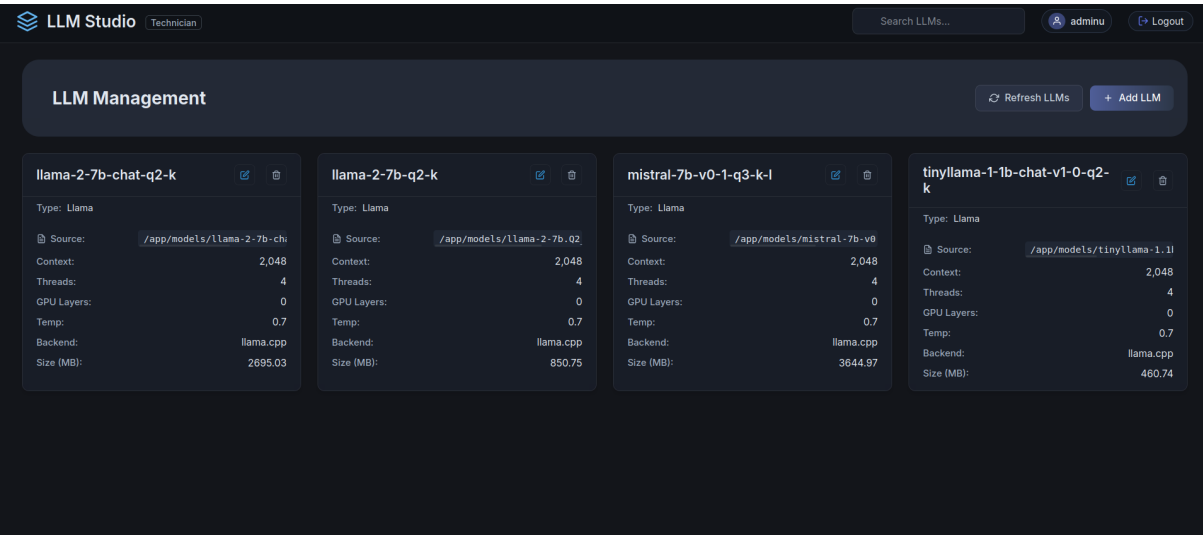 LLM Studio Technician Search LLMs... adminu Logout
LLM Management Refresh LLMs + Add LLM
llama-2-7b-chat-q2-k
Type: Llama
Source: /app/models/llama-2-7b-cha
Context: 2,048
Threads: 4
GPU Layers: 0
Temp: 0.7
Backend: llama.cpp
Size (MB): 2695.03
llama-2-7b-q2-k
Type: Llama
Source: /app/models/llama-2-7b.Q2_
Context: 2,048
Threads: 4
GPU Layers: 0
Temp: 0.7
Backend: llama.cpp
Size (MB): 850.75
mistral-7b-v0-1-q3-k-l
Type: Llama
Source: /app/models/mistral-7b-v0
Context: 2,048
Threads: 4
GPU Layers: 0
Temp: 0.7
Backend: llama.cpp
Size (MB): 3644.97
tinyllama-1-1b-chat-v1-0-q2-
k
Type: Llama
Source: /app/models/tinyllama-1.1b
Context: 2,048
Threads: 4
GPU Layers: 0
Temp: 0.7
Backend: llama.cpp
Size (MB): 460.74